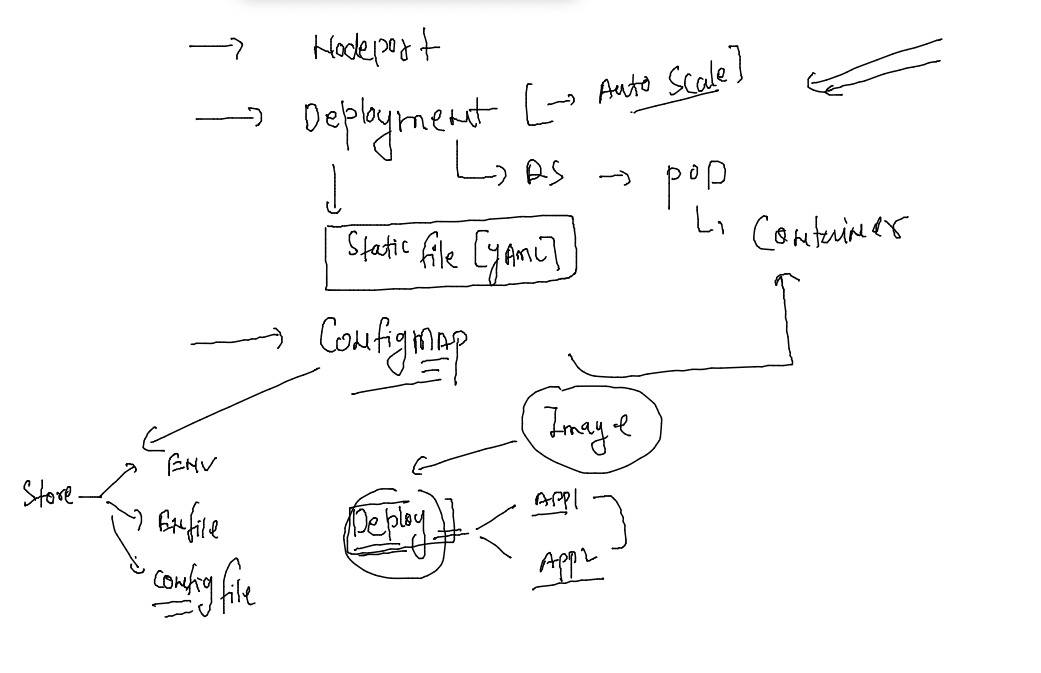 Nodeport
Deployment [→ Auto Scale]
RS → POD
Container
Static file [YAML]
Configmap
Image
Store
ENV
Enfile
config file
Deploy
APP1
APP2